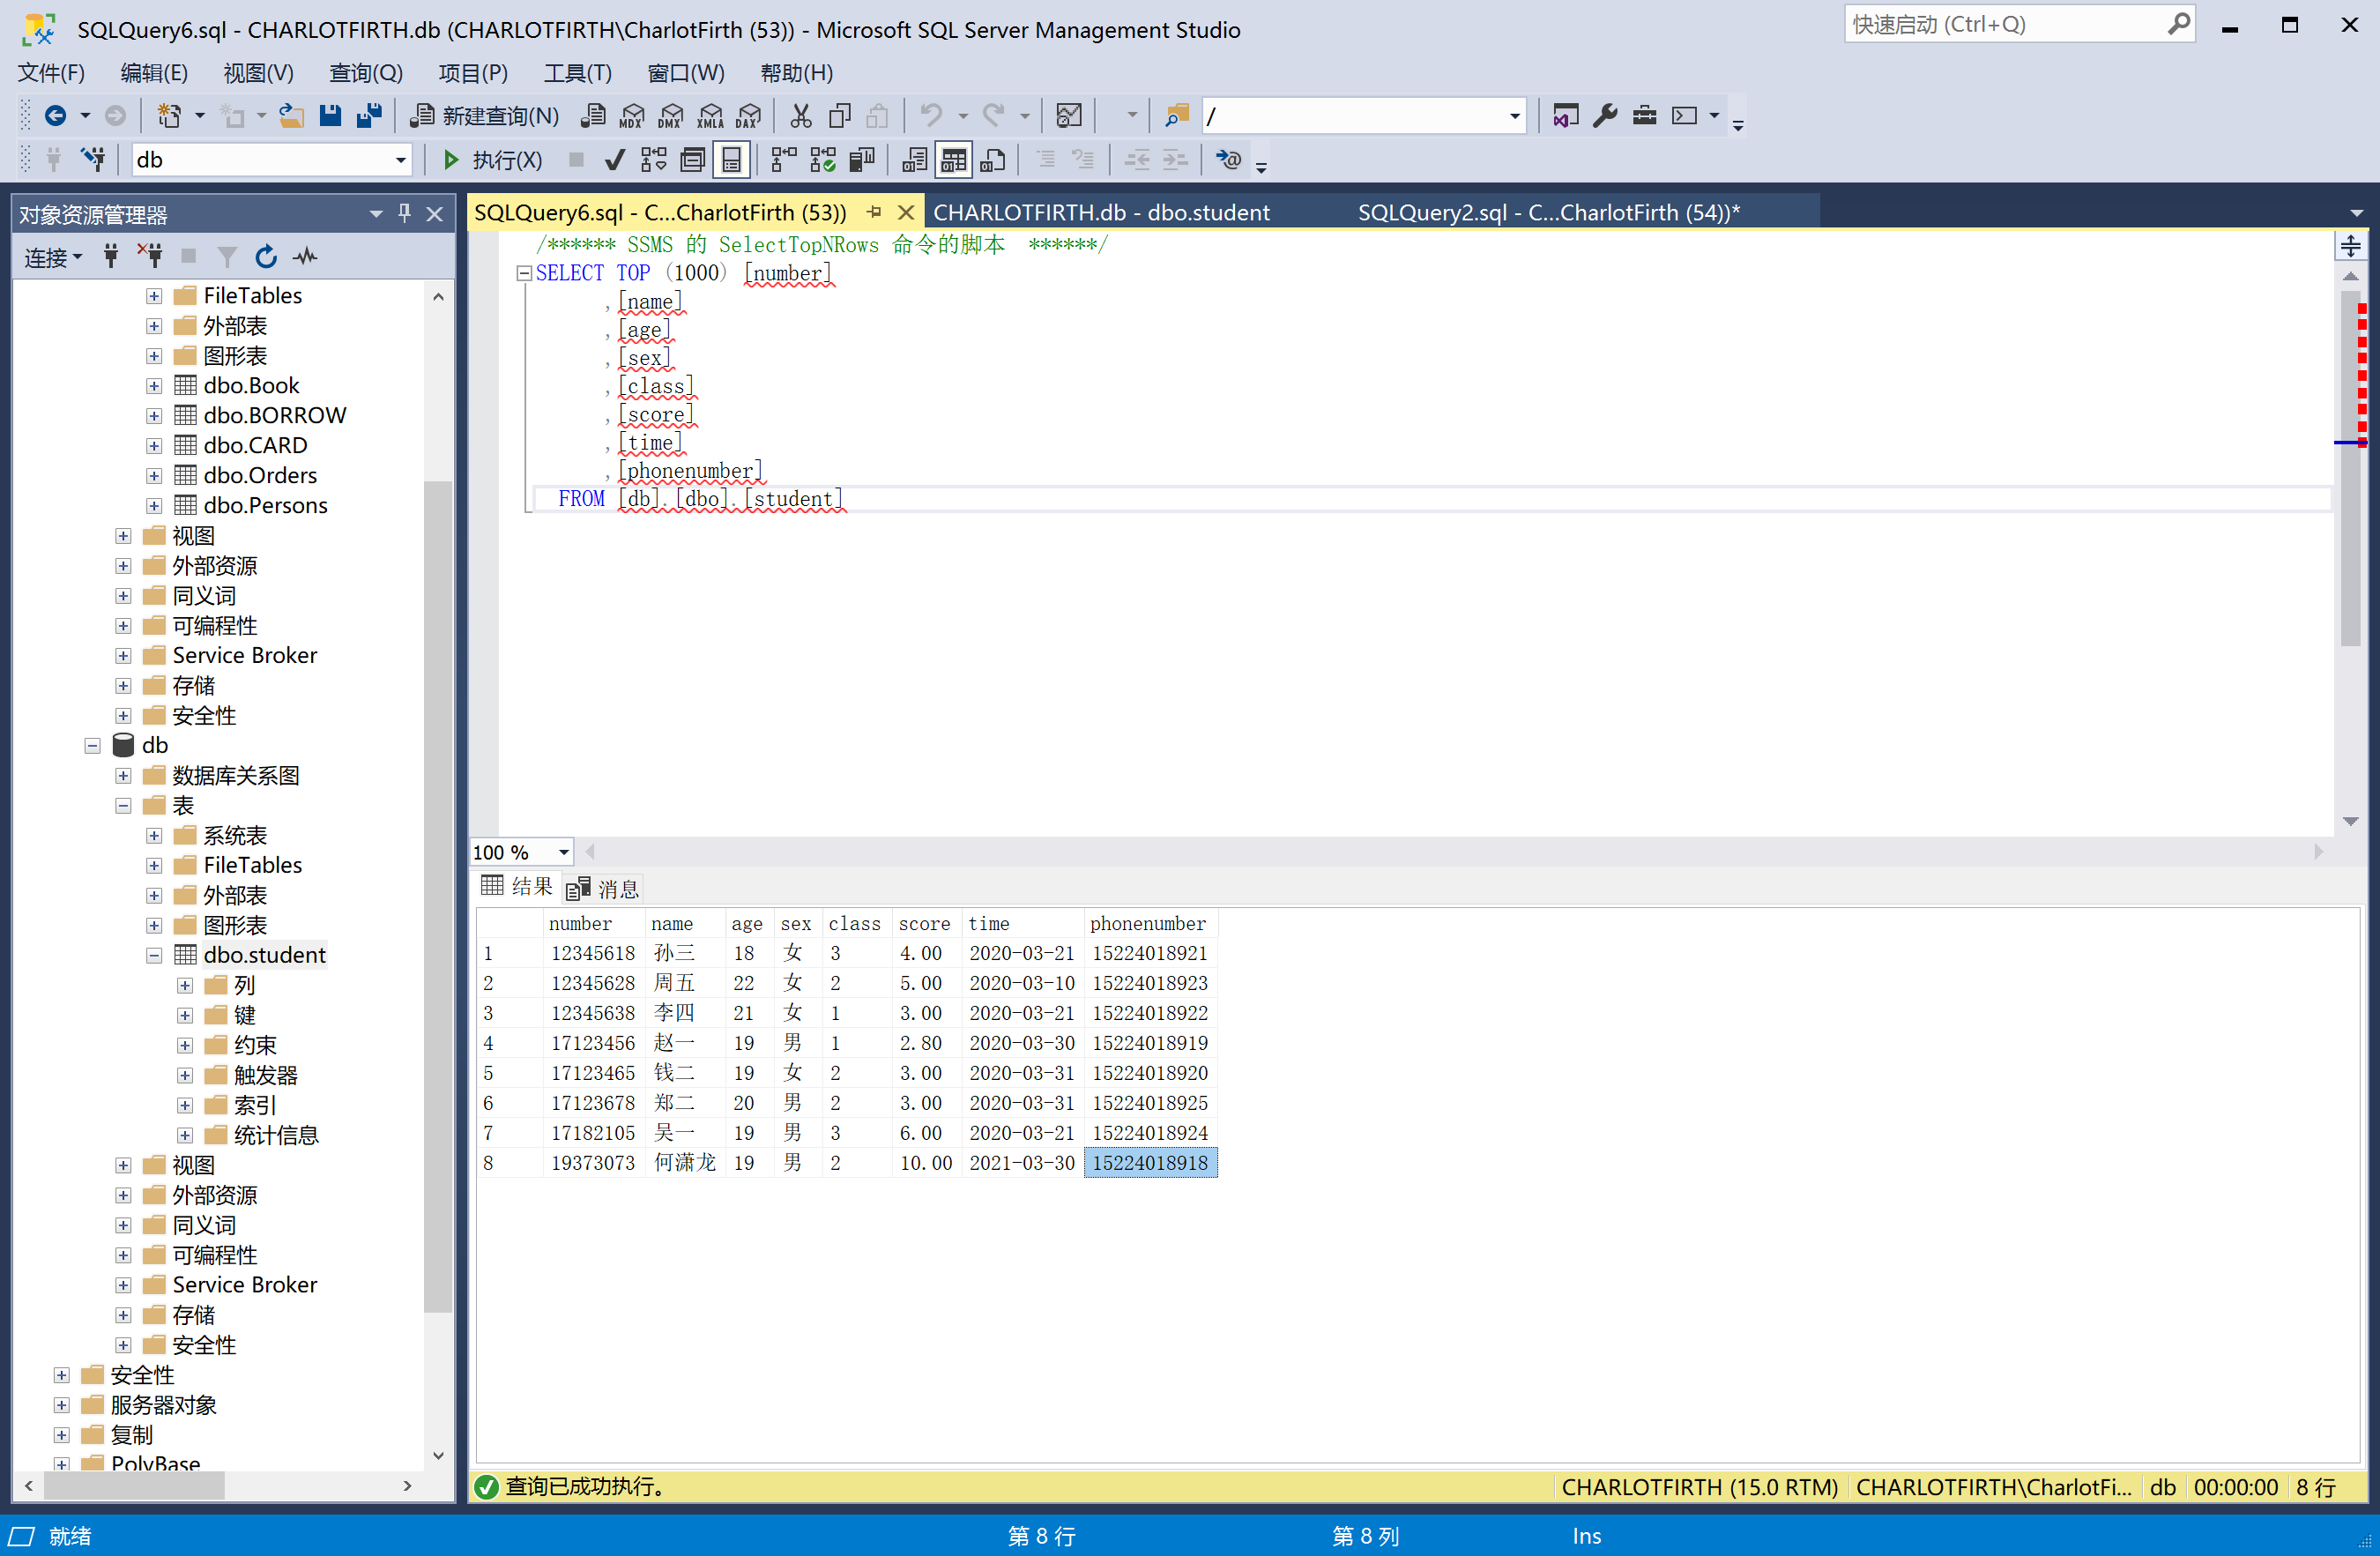 SQLQuery6.sql - CHARLOTFIRTH.db (CHARLOTFIRTH\CharlotFirth (53)) - Microsoft SQL Server Management Studio
快速启动 (Ctrl+Q)
文件(F) 编辑(E) 视图(V) 查询(Q) 项目(P) 工具(T) 窗口(W) 帮助(H)
新建查询(N) MDX DMX XMLA DAX /
db 执行(X)
对象资源管理器
连接
FileTables
外部表
图形表
dbo.Book
dbo.BORROW
dbo.CARD
dbo.Orders
dbo.Persons
视图
外部资源
同义词
可编程性
Service Broker
存储
安全性
db
数据库关系图
表
系统表
FileTables
外部表
图形表
dbo.student
列
键
约束
触发器
索引
统计信息
视图
外部资源
同义词
可编程性
Service Broker
存储
安全性
安全性
服务器对象
复制
PolyBase
SQLQuery6.sql - C...CharlotFirth (53)) CHARLOTFIRTH.db - dbo.student SQLQuery2.sql - C...CharlotFirth (54))*
/****** SSMS 的 SelectTopNRows 命令的脚本 ******/
SELECT TOP (1000) [number]
,[name]
,[age]
,[sex]
,[class]
,[score]
,[time]
,[phonenumber]
FROM [db].[dbo].[student]
100 %
结果 消息
number name age sex class score time phonenumber
1 12345618 孙三 18 女 3 4.00 2020-03-21 15224018921
2 12345628 周五 22 女 2 5.00 2020-03-10 15224018923
3 12345638 李四 21 女 1 3.00 2020-03-21 15224018922
4 17123456 赵一 19 男 1 2.80 2020-03-30 15224018919
5 17123465 钱二 19 女 2 3.00 2020-03-31 15224018920
6 17123678 郑二 20 男 2 3.00 2020-03-31 15224018925
7 17182105 吴一 19 男 3 6.00 2020-03-21 15224018924
8 19373073 何潇龙 19 男 2 10.00 2021-03-30 15224018918
查询已成功执行。 CHARLOTFIRTH (15.0 RTM) CHARLOTFIRTH\CharlotFi... db 00:00:00 8 行
就绪 第 8 行 第 8 列 Ins